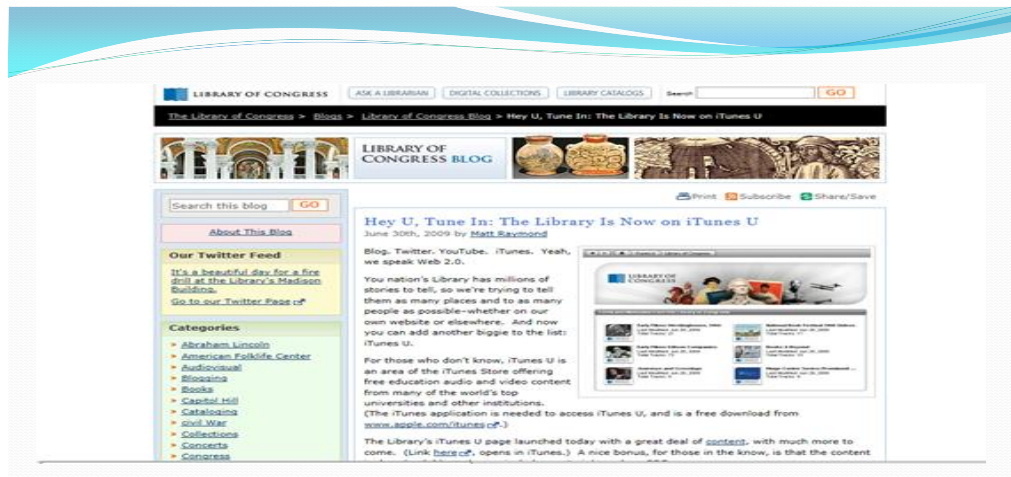 LIBRARY OF CONGRESS
ASK A LIBRARIAN
DIGITAL COLLECTIONS
LIBRARY CATALOGS
Search
GO
The Library of Congress > Blogs > Library of Congress Blog > Hey U, Tune In: The Library Is Now on iTunes U
LIBRARY OF
CONGRESS BLOG
Print Subscribe Share/Save
Search this blog GO
About This Blog
Our Twitter Feed
It's a beautiful day for a fire
drill at the Library's Madison
Building.
Go to our Twitter Page
Categories
Abraham Lincoln
American Folklife Center
Audiovisual
Blogging
Books
Capitol Hill
Cataloging
civil War
Collections
Concerts
Congress
Hey U, Tune In: The Library Is Now on iTunes U
June 30th, 2009 by Matt Raymond
Blog. Twitter. YouTube. iTunes. Yeah,
we speak Web 2.0.
You nation's Library has millions of
stories to tell, so we're trying to tell
them as many places and to as many
people as possible—whether on our
own website or elsewhere. And now
you can add another biggie to the list:
iTunes U.
For those who don't know, iTunes U is
an area of the iTunes Store offering
free education audio and video content
from many of the world's top
universities and other institutions.
(The iTunes application is needed to access iTunes U, and is a free download from
www.apple.com/itunes .)
The Library's iTunes U page launched today with a great deal of content, with much more to
come. (Link here , opens in iTunes.) A nice bonus, for those in the know, is that the content
LIBRARY OF
CONGRESS